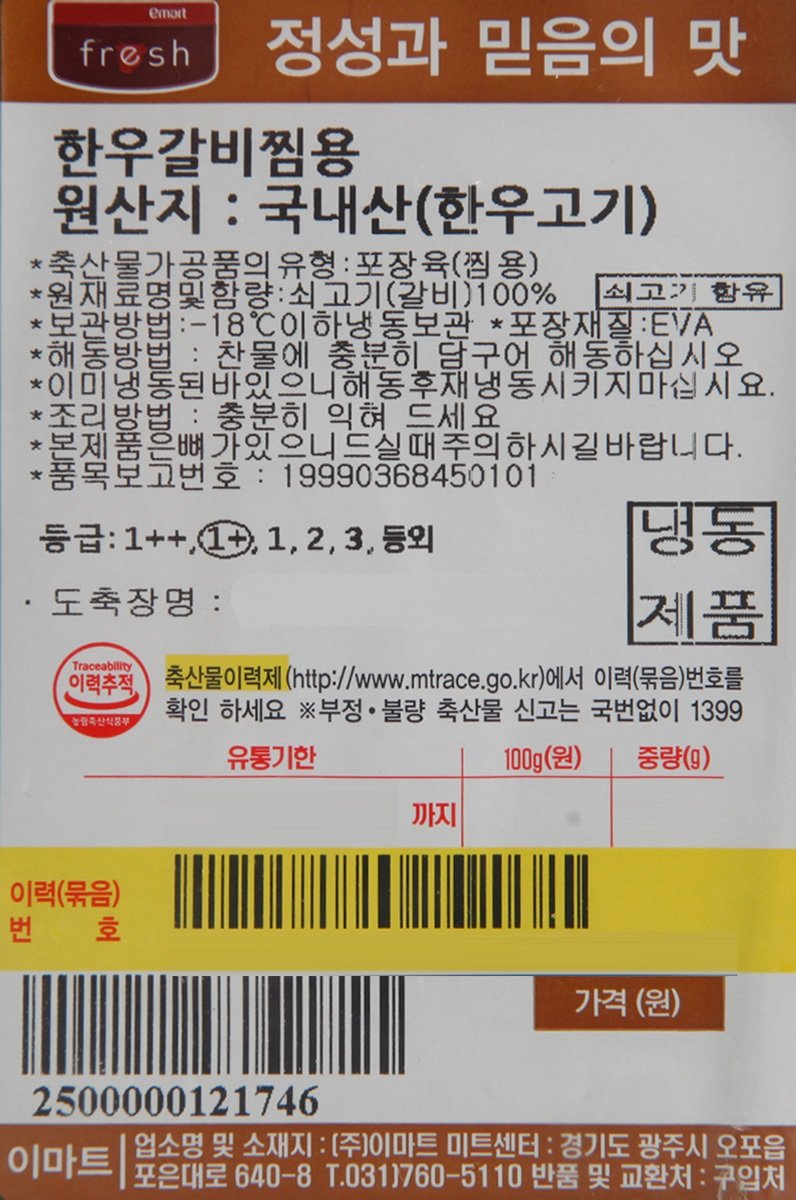 emart
fresh
정성과 믿음의 맛
한우갈비찜용
원산지 : 국내산(한우고기)
*축산물가공품의유형:포장육(찜용)
*원재료명및함량:쇠고기(갈비)100%
쇠고기 함유
*보관방법:-18℃이하냉동보관 *포장재질:EVA
*해동방법 : 찬물에 충분히 담구어 해동하십시오
*이미냉동된바있으니해동후재냉동시키지마십시요.
*조리방법 : 충분히 익혀 드세요
*본제품은뼈가있으니드실때주의하시길바랍니다.
*품목보고번호 : 19990368450101
등급:1++,1+,1,2,3,등외
냉동
제품
· 도축장명 :
Traceability
이력추적
농림축산식품부
축산물이력제(http://www.mtrace.go.kr)에서 이력(묶음)번호를
확인 하세요 ※부정•불량 축산물 신고는 국번없이 1399
유통기한 100g(원) 중량(g)
까지
이력(묶음)
번 호
가격 (원)
2500000121746
이마트
업소명 및 소재지 : (주)이마트 미트센터 : 경기도 광주시 오포읍
포은대로 640-8 T.031)760-5110 반품 및 교환처 : 구입처